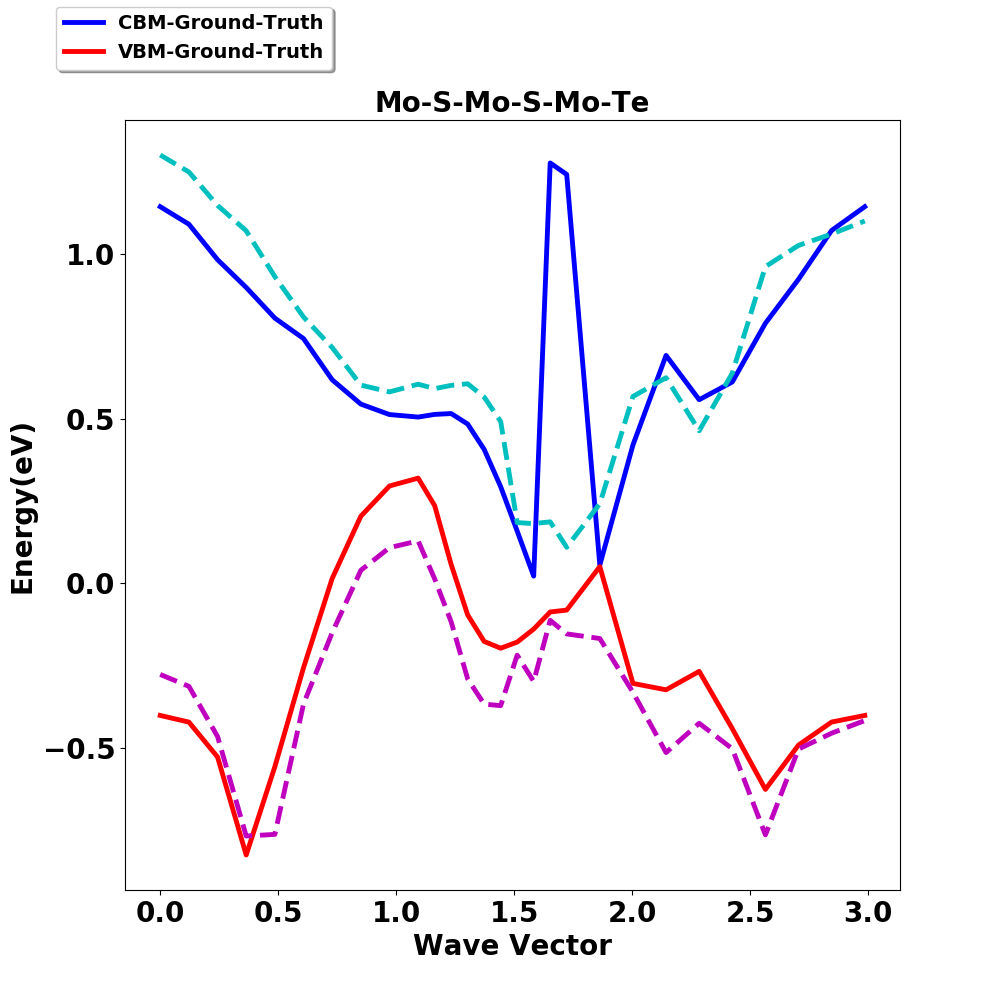 CBM-Ground-Truth
VBM-Ground-Truth
Mo-S-Mo-S-Mo-Te
1.0
0.5
0.0
−0.5
Energy(eV)
0.0 0.5 1.0 1.5 2.0 2.5 3.0
Wave Vector